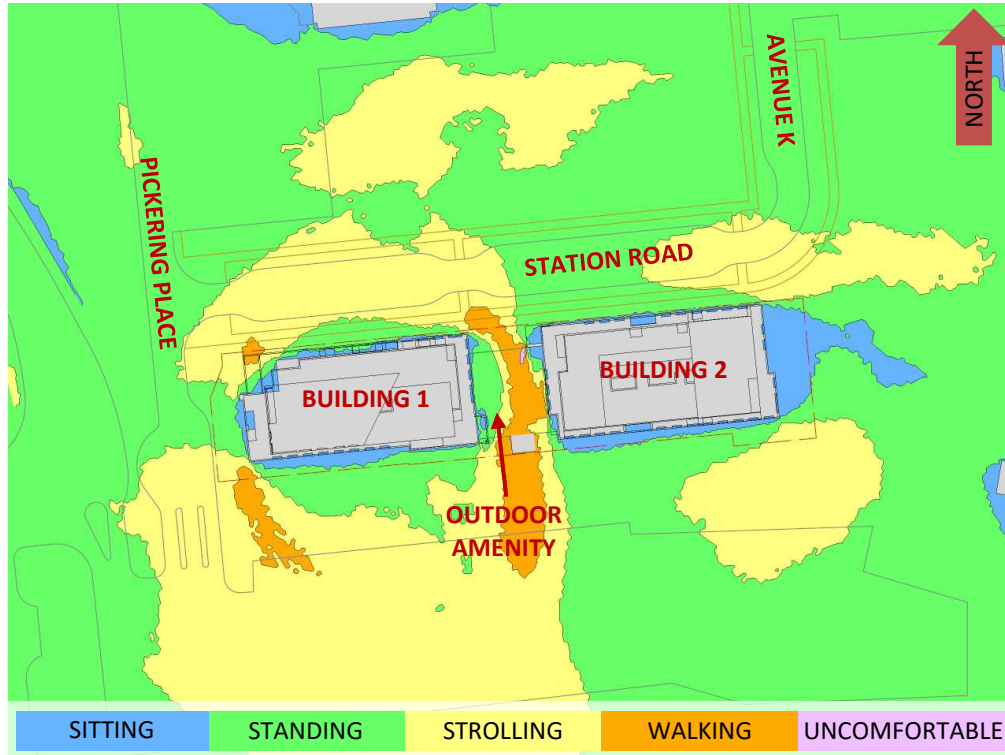 NORTH
AVENUE K
PICKERING PLACE
STATION ROAD
BUILDING 1
BUILDING 2
OUTDOOR
AMENITY
SITTING
STANDING
STROLLING
WALKING
UNCOMFORTABLE